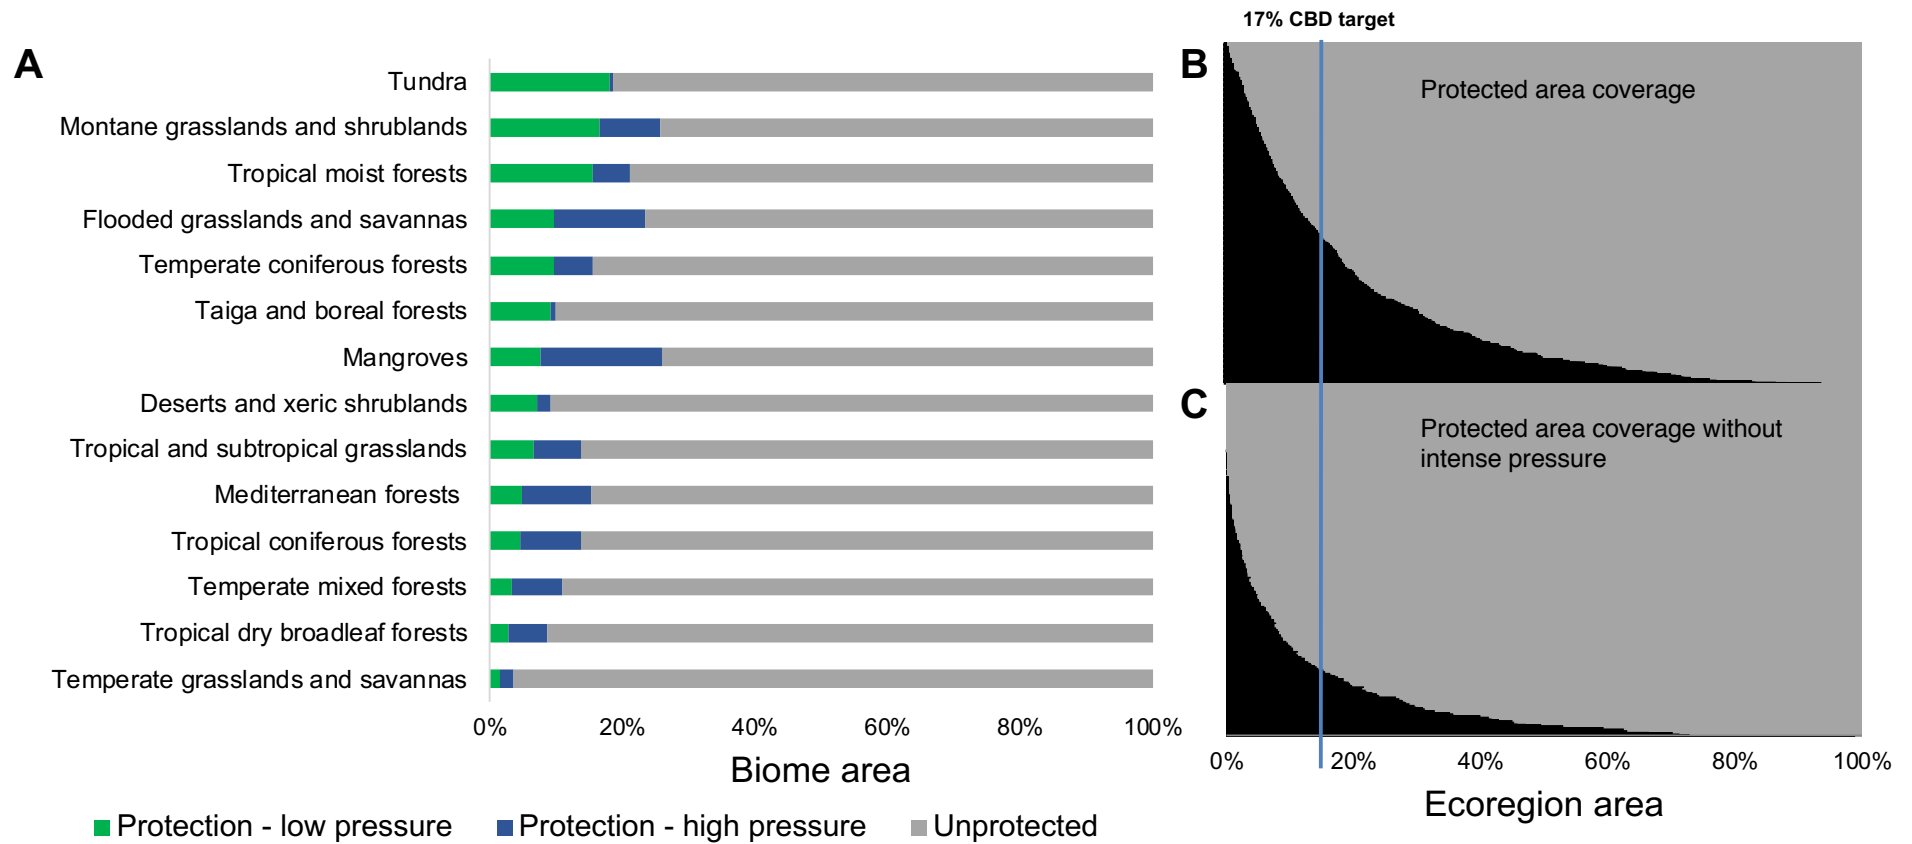 17% CBD target
A
Tundra
Montane grasslands and shrublands
Tropical moist forests
Flooded grasslands and savannas
Temperate coniferous forests
Taiga and boreal forests
Mangroves
Deserts and xeric shrublands
Tropical and subtropical grasslands
Mediterranean forests
Tropical coniferous forests
Temperate mixed forests
Tropical dry broadleaf forests
Temperate grasslands and savannas
0% 20% 40% 60% 80% 100%
Biome area
Protection - low pressure Protection - high pressure Unprotected
B
Protected area coverage
C
Protected area coverage without
intense pressure
0% 20% 40% 60% 80% 100%
Ecoregion area